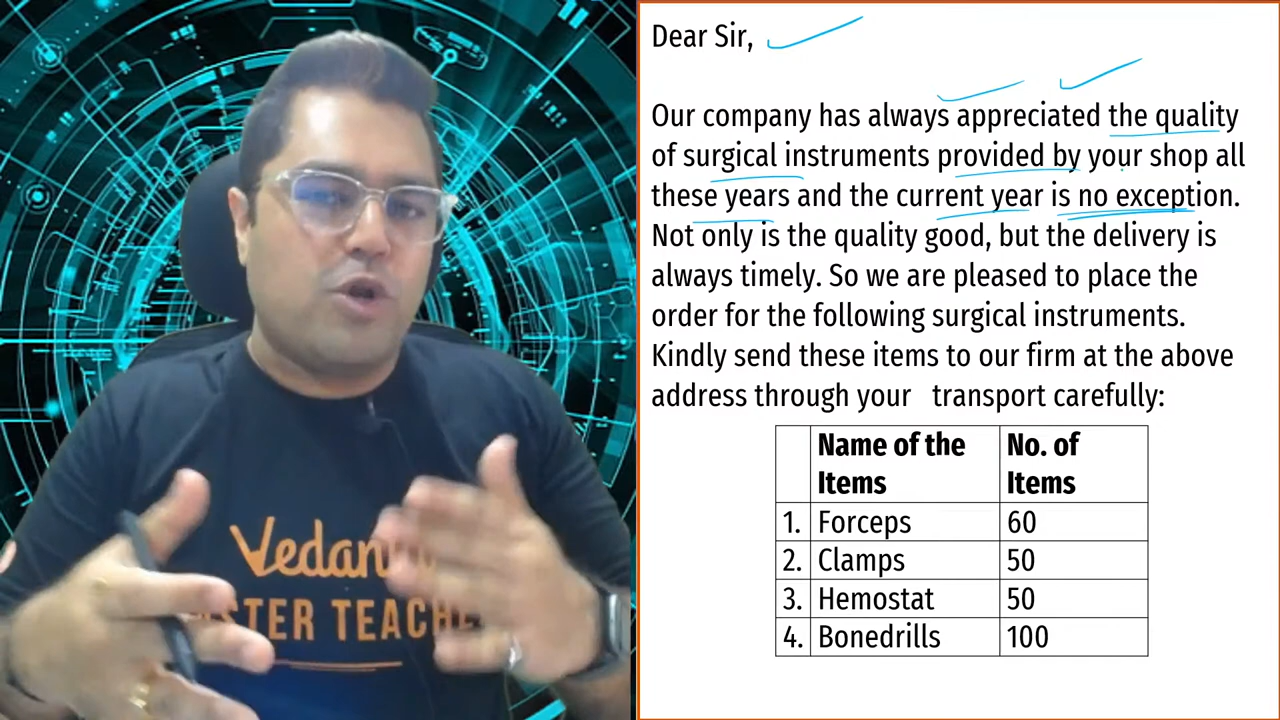 Dear Sir,
Our company has always appreciated the quality
of surgical instruments provided by your shop all
these years and the current year is no exception.
Not only is the quality good, but the delivery is
always timely. So we are pleased to place the
order for the following surgical instruments.
Kindly send these items to our firm at the above
address through your transport carefully:
Name of the Items No. of Items
1. Forceps 60
2. Clamps 50
3. Hemostat 50
4. Bonedrills 100